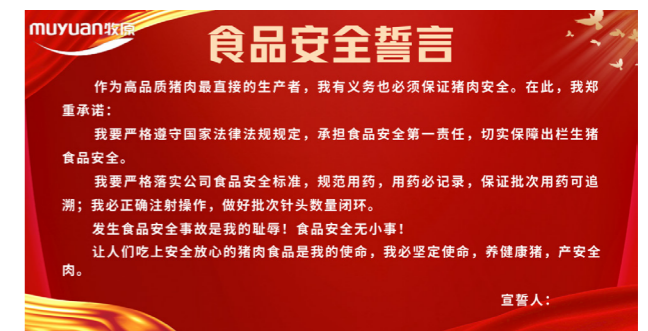 muyuan牧原
食品安全誓言
作为高品质猪肉最直接的生产者，我有义务也必须保证猪肉安全。在此，我郑
重承诺：
我要严格遵守国家法律法规规定，承担食品安全第一责任，切实保障出栏生猪
食品安全。
我要严格落实公司食品安全标准，规范用药，用药必记录，保证批次用药可追
溯；我必正确注射操作，做好批次针头数量闭环。
发生食品安全事故是我的耻辱！食品安全无小事！
让人们吃上安全放心的猪肉食品是我的使命，我必坚定使命，养健康猪，产安全
肉。
宣誓人：